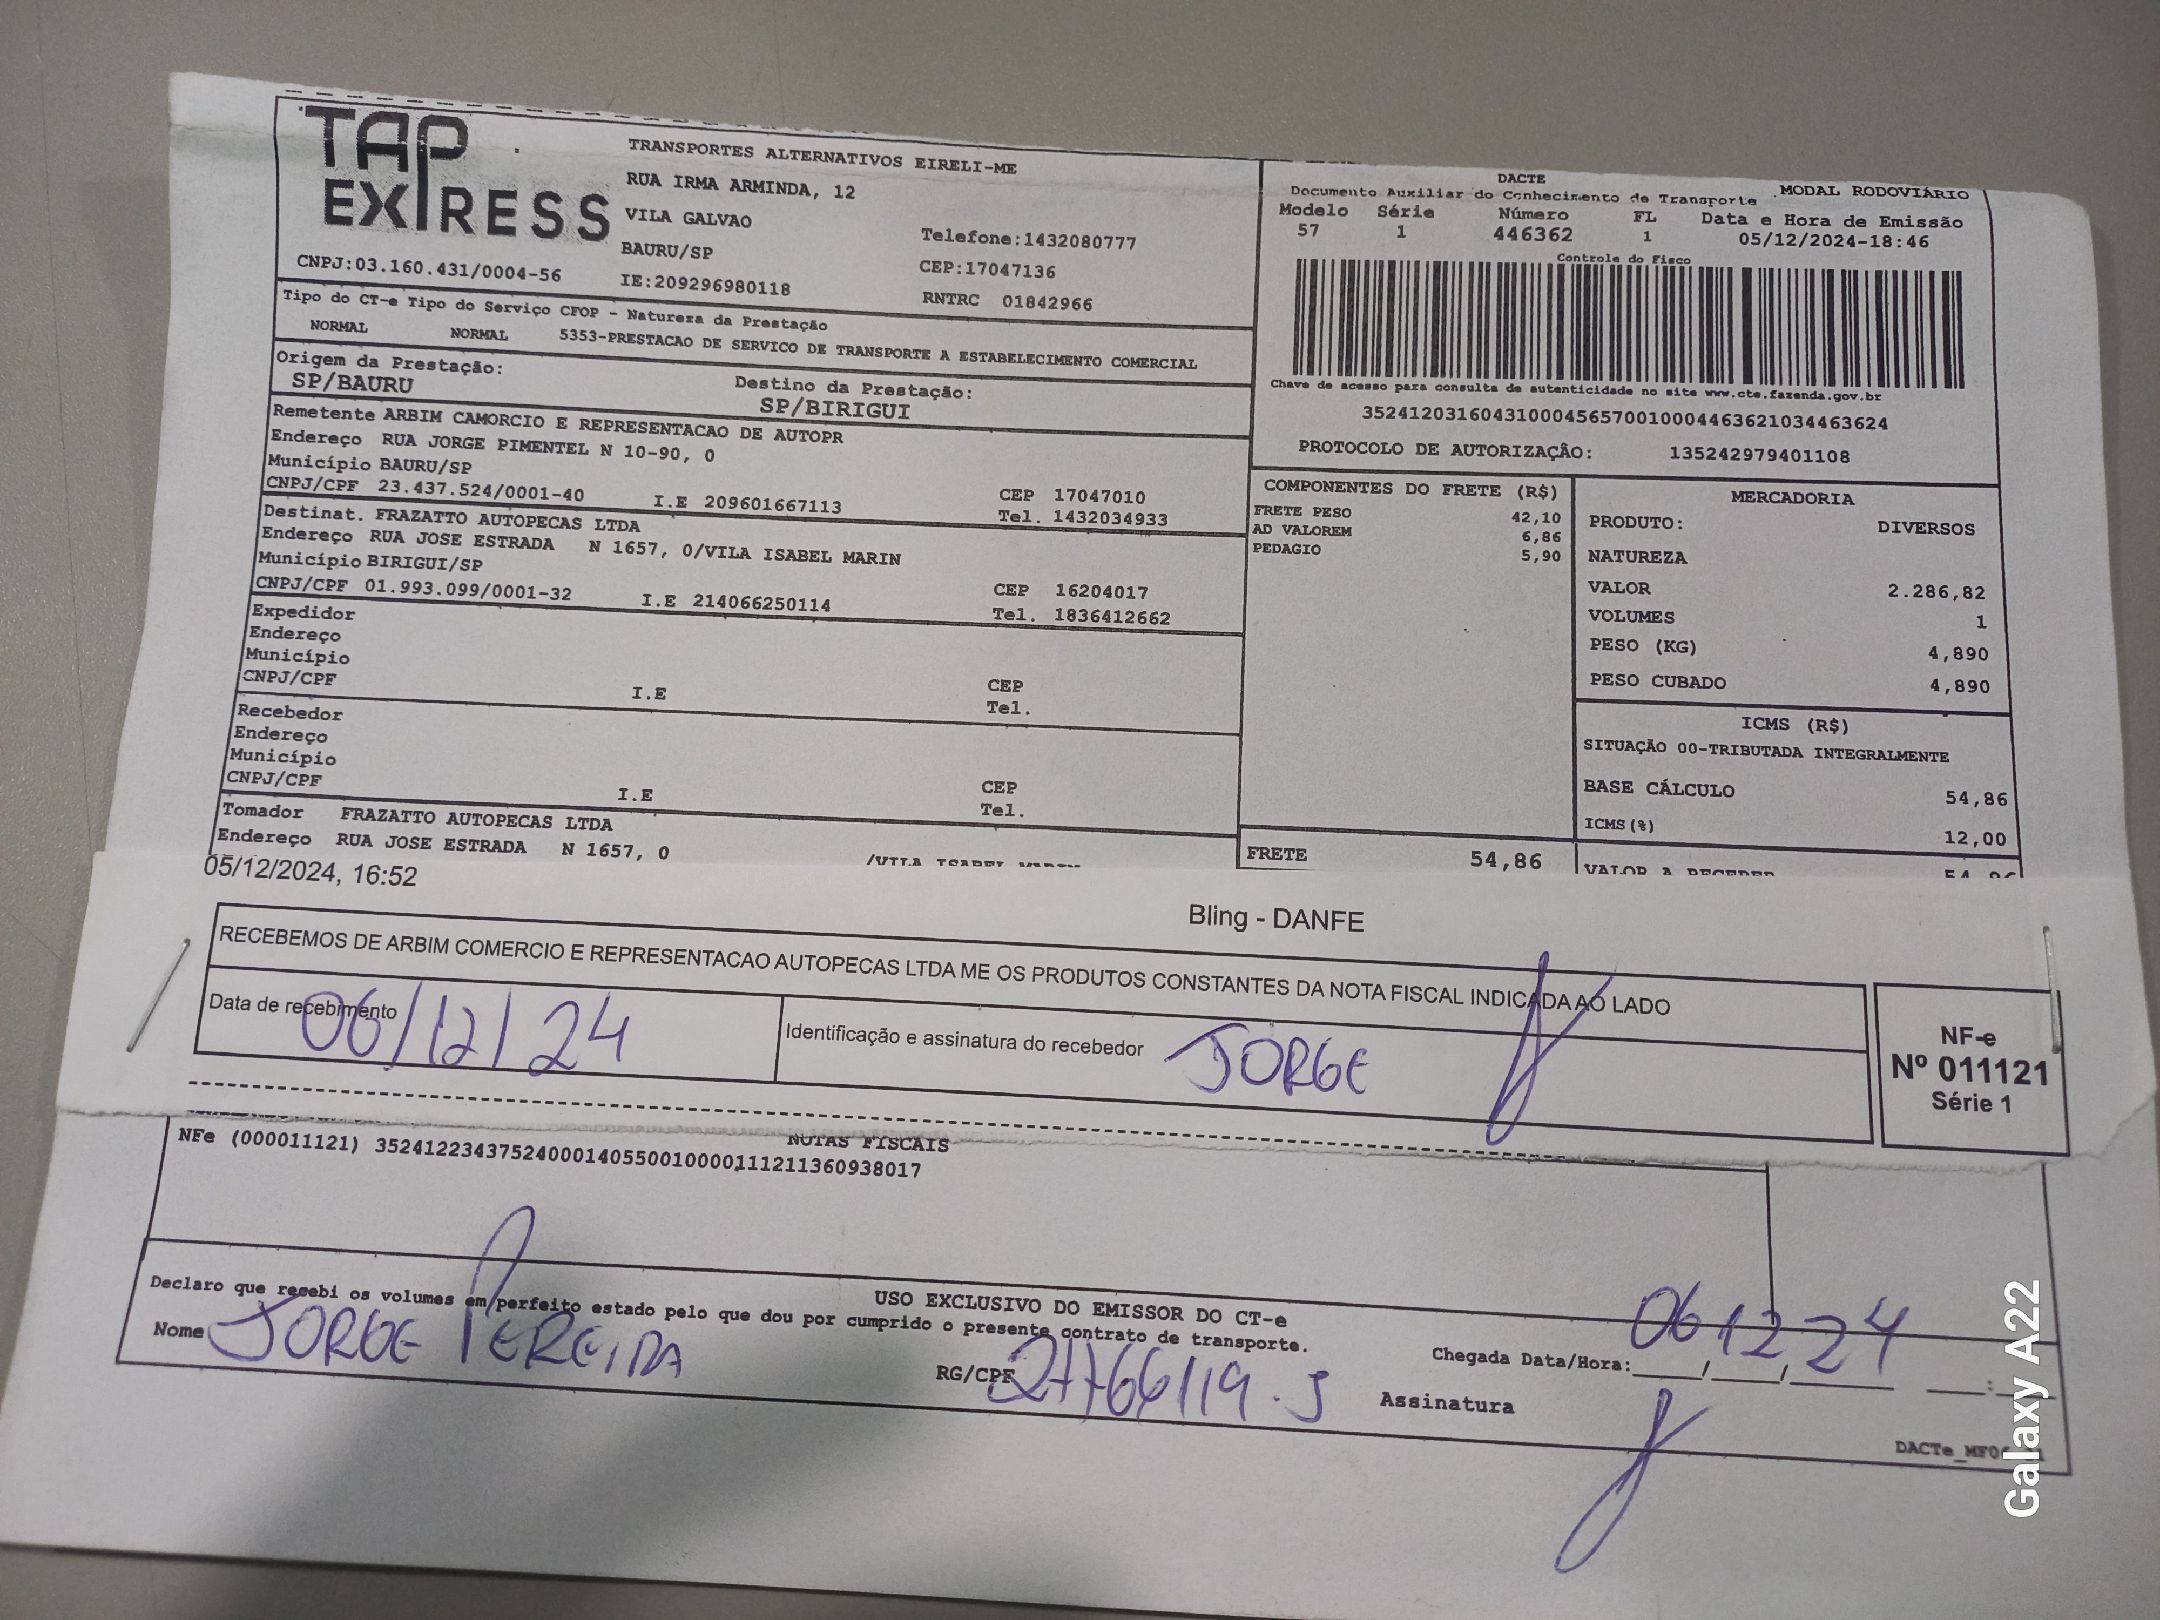 TAP EXPRESS
TRANSPORTES ALTERNATIVOS EIRELI-ME
RUA IRMA ARMINDA, 12
VILA GALVAO
BAURU/SP
Telefone:1432080777
CEP:17047136
CNPJ:03.160.431/0004-56
IE:209296980118
RNTRC 01842966
Tipo do CT-e Tipo do Serviço CFOP - Natureza da Prestação
NORMAL NORMAL 5353-PRESTACAO DE SERVICO DE TRANSPORTE A ESTABELECIMENTO COMERCIAL
Origem da Prestação:
SP/BAURU
Destino da Prestação:
SP/BIRIGUI
DACTE
MODAL RODOVIÁRIO
Documento Auxiliar do Conhecimento de Transporte
Modelo Série Número FL Data e Hora de Emissão
57 1 446362 1 05/12/2024-18:46
Controle do Fisco
Chave de acesso para consulta de autenticidade no site www.cte.fazenda.gov.br
35241203160431000456570010004463621034463624
PROTOCOLO DE AUTORIZAÇÃO: 135242979401108
Remetente ARBIM CAMORCIO E REPRESENTACAO DE AUTOPR
Endereço RUA JORGE PIMENTEL N 10-90, 0
Município BAURU/SP
CEP 17047010
CNPJ/CPF 23.437.524/0001-40 I.E 209601667113
Tel. 1432034933
Destinat. FRAZATTO AUTOPECAS LTDA
Endereço RUA JOSE ESTRADA N 1657, 0/VILA ISABEL MARIN
Município BIRIGUI/SP
CEP 16204017
CNPJ/CPF 01.993.099/0001-32 I.E 214066250114
Tel. 1836412662
Expedidor
Endereço
Município
CEP
CNPJ/CPF I.E
Tel.
Recebedor
Endereço
Município
CEP
CNPJ/CPF I.E
Tel.
Tomador FRAZATTO AUTOPECAS LTDA
Endereço RUA JOSE ESTRADA N 1657, 0 /VILA ISABEL
COMPONENTES DO FRETE (R$)
FRETE PESO 42,10
AD VALOREM 6,86
PEDAGIO 5,90
FRETE 54,86
MERCADORIA
PRODUTO: DIVERSOS
NATUREZA
VALOR 2.286,82
VOLUMES 1
PESO (KG) 4,890
PESO CUBADO 4,890
ICMS (R$)
SITUAÇÃO 00-TRIBUTADA INTEGRALMENTE
BASE CÁLCULO 54,86
ICMS(%) 12,00
VALOR A RECEBER 54,86
05/12/2024, 16:52
Bling - DANFE
RECEBEMOS DE ARBIM COMERCIO E REPRESENTACAO AUTOPECAS LTDA ME OS PRODUTOS CONSTANTES DA NOTA FISCAL INDICADA AO LADO
Data de recebimento
06/12/24
Identificação e assinatura do recebedor
JORGE
NF-e
Nº 011121
Série 1
NOTAS FISCAIS
NFe (000011121) 35241223437524000140550010000111211360938017
USO EXCLUSIVO DO EMISSOR DO CT-e
Declaro que recebi os volumes em perfeito estado pelo que dou por cumprido o presente contrato de transporte.
Nome JORGE PEREIRA
RG/CPF 27766119.5
Chegada Data/Hora: 06 12 24
Assinatura
Galaxy A22